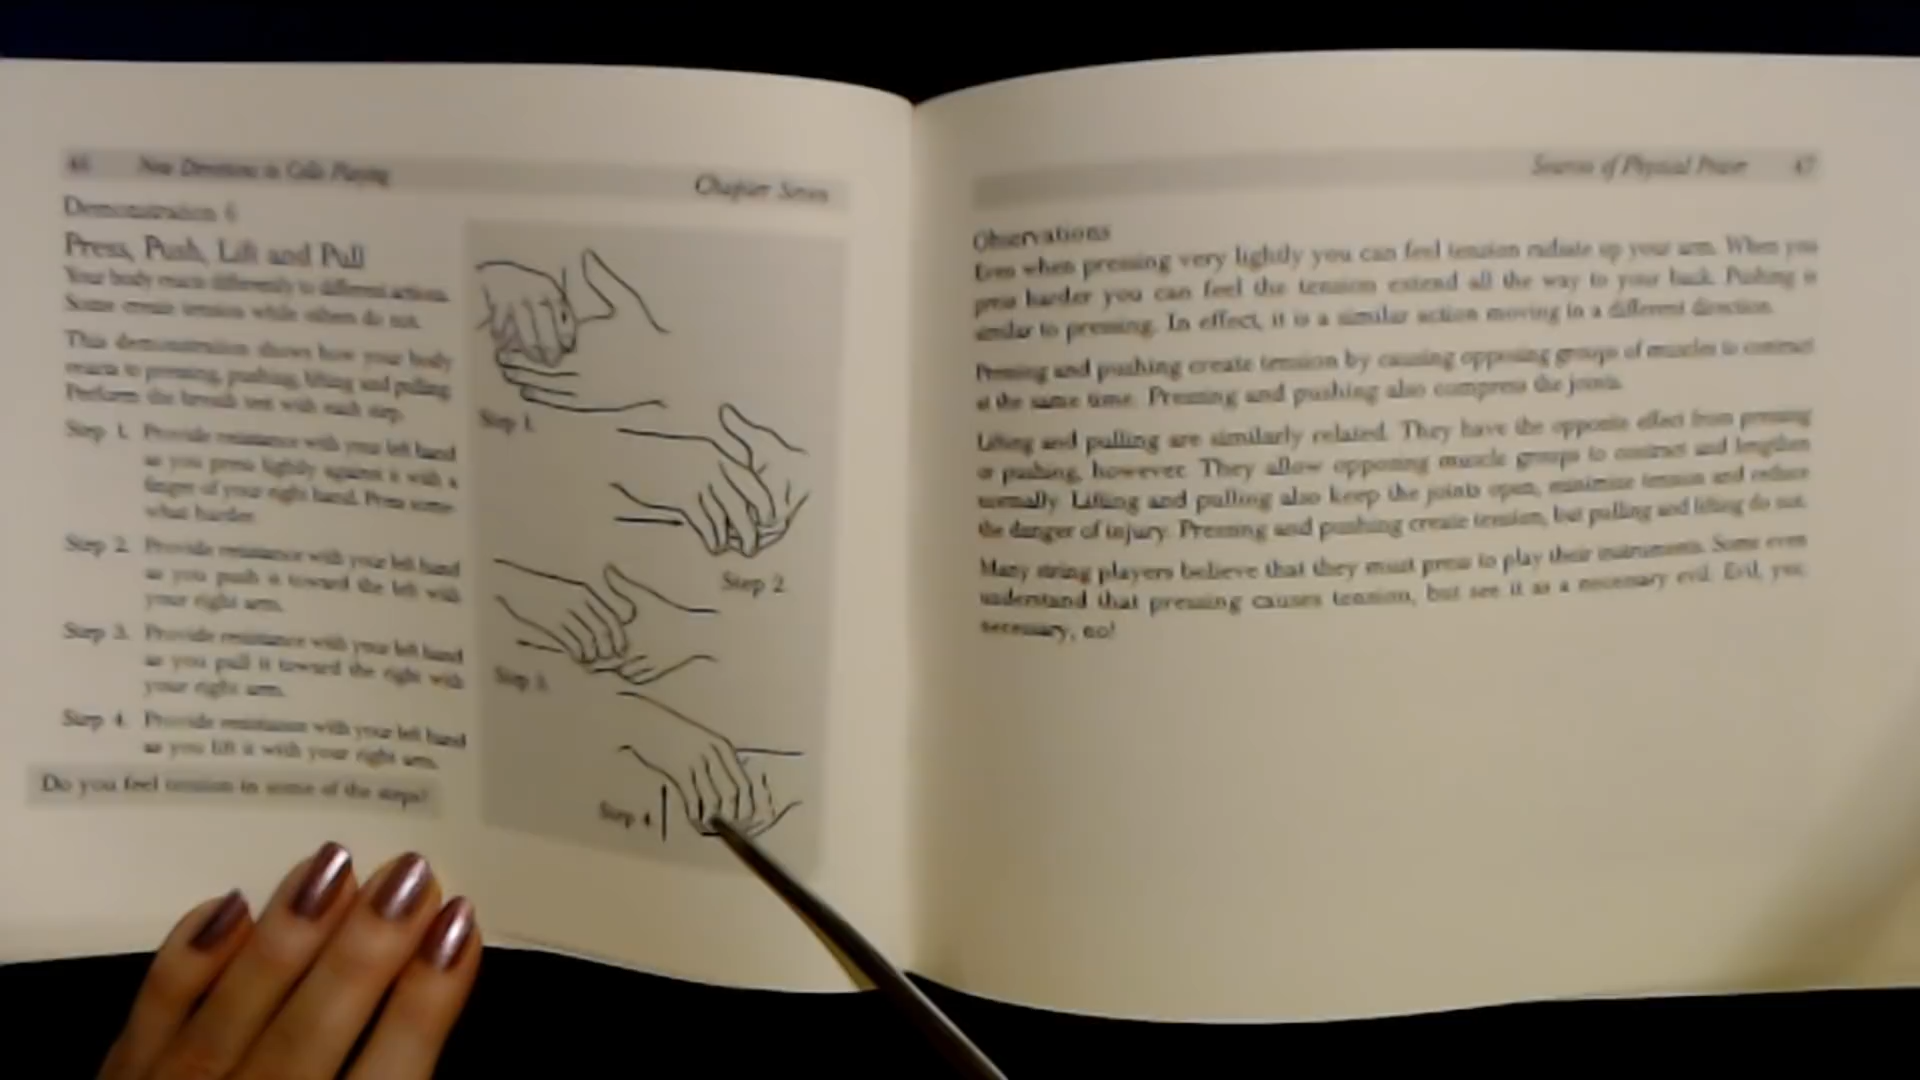 46 New Directions in Cello Playing
Chapter Seven
Demonstration 6
Press, Push, Lift and Pull
Your body reacts differently to different actions.
Some create tension while others do not.
This demonstration shows how your body
reacts to pressing, pushing, lifting and pulling.
Perform the breath test with each step.
Step 1. Provide resistance with your left hand
as you press lightly against it with a
finger of your right hand. Press some
what harder.
Step 2. Provide resistance with your left hand
as you push it toward the left with
your right arm.
Step 3. Provide resistance with your left hand
as you pull it toward the right with
your right arm.
Step 4. Provide resistance with your left hand
as you lift it with your right arm.
Do you feel tension in some of the steps?
Step 1.
Step 2.
Step 3.
Step 4.
Sources of Physical Power 47
Observations
Even when pressing very lightly you can feel tension radiate up your arm. When you
press harder you can feel the tension extend all the way to your back. Pushing is
similar to pressing. In effect, it is a similar action moving in a different direction.
Pressing and pushing create tension by causing opposing groups of muscles to contract
at the same time. Pressing and pushing also compress the joints.
Lifting and pulling are similarly related. They have the opposite effect from pressing
or pushing, however. They allow opposing muscle groups to contract and lengthen
normally. Lifting and pulling also keep the joints open, minimize tension and reduce
the danger of injury. Pressing and pushing create tension, but pulling and lifting do not.
Many string players believe that they must press to play their instruments. Some even
understand that pressing causes tension, but see it as a necessary evil. Evil, yes;
necessary, no!